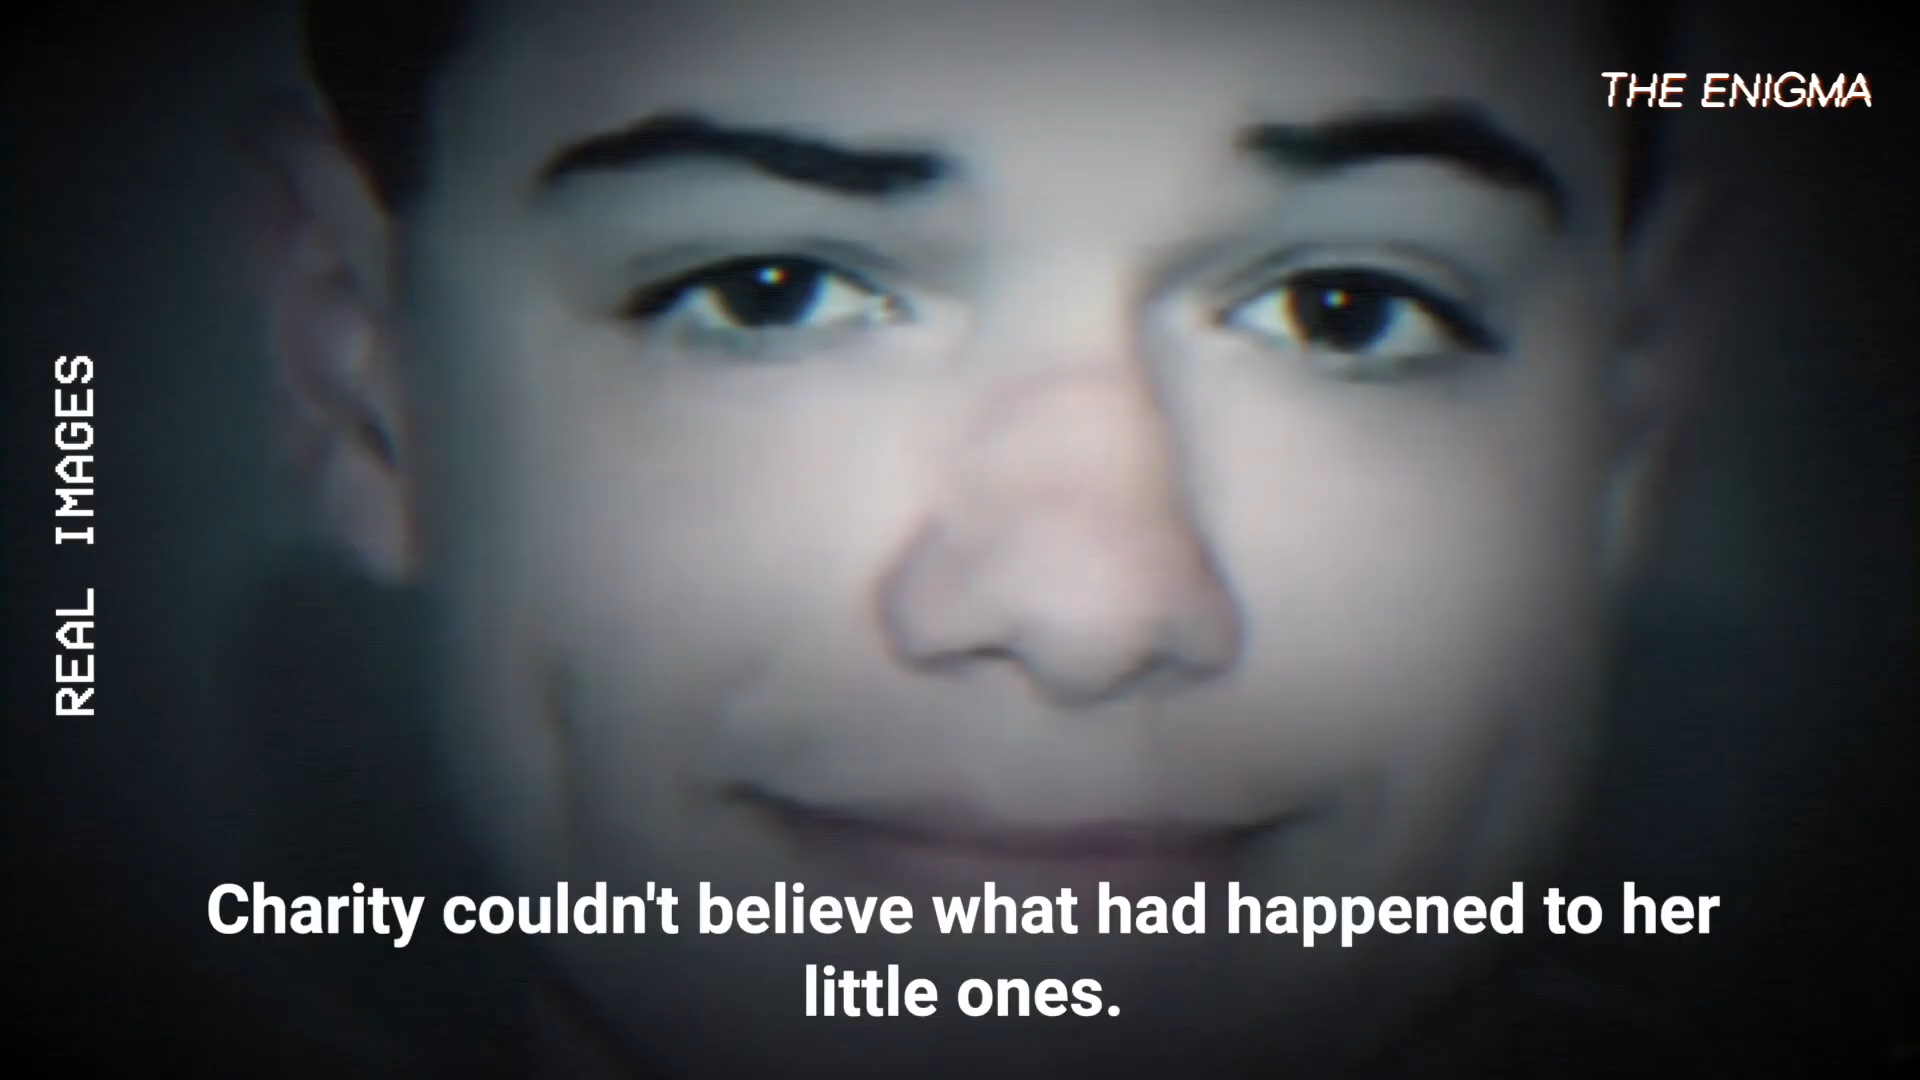 THE ENIGMA
REAL IMAGES
Charity couldn't believe what had happened to her
little ones.